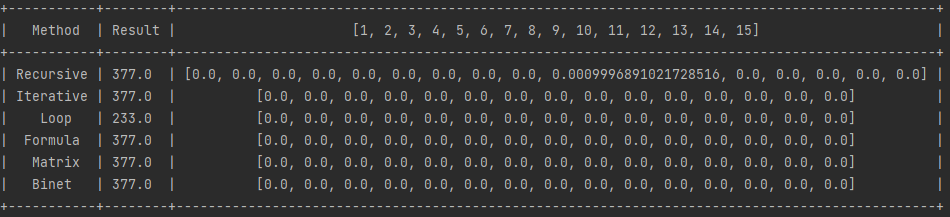 +-----------+--------+-----------------------------------------------------------------------------------------------+
|   Method  | Result |                      [1, 2, 3, 4, 5, 6, 7, 8, 9, 10, 11, 12, 13, 14, 15]                      |
+-----------+--------+-----------------------------------------------------------------------------------------------+
| Recursive | 377.0  | [0.0, 0.0, 0.0, 0.0, 0.0, 0.0, 0.0, 0.0, 0.0, 0.0009996891021728516, 0.0, 0.0, 0.0, 0.0, 0.0] |
| Iterative | 377.0  |          [0.0, 0.0, 0.0, 0.0, 0.0, 0.0, 0.0, 0.0, 0.0, 0.0, 0.0, 0.0, 0.0, 0.0, 0.0]          |
|    Loop   | 233.0  |          [0.0, 0.0, 0.0, 0.0, 0.0, 0.0, 0.0, 0.0, 0.0, 0.0, 0.0, 0.0, 0.0, 0.0, 0.0]          |
|  Formula  | 377.0  |          [0.0, 0.0, 0.0, 0.0, 0.0, 0.0, 0.0, 0.0, 0.0, 0.0, 0.0, 0.0, 0.0, 0.0, 0.0]          |
|   Matrix  | 377.0  |          [0.0, 0.0, 0.0, 0.0, 0.0, 0.0, 0.0, 0.0, 0.0, 0.0, 0.0, 0.0, 0.0, 0.0, 0.0]          |
|   Binet   | 377.0  |          [0.0, 0.0, 0.0, 0.0, 0.0, 0.0, 0.0, 0.0, 0.0, 0.0, 0.0, 0.0, 0.0, 0.0, 0.0]          |
+-----------+--------+-----------------------------------------------------------------------------------------------+